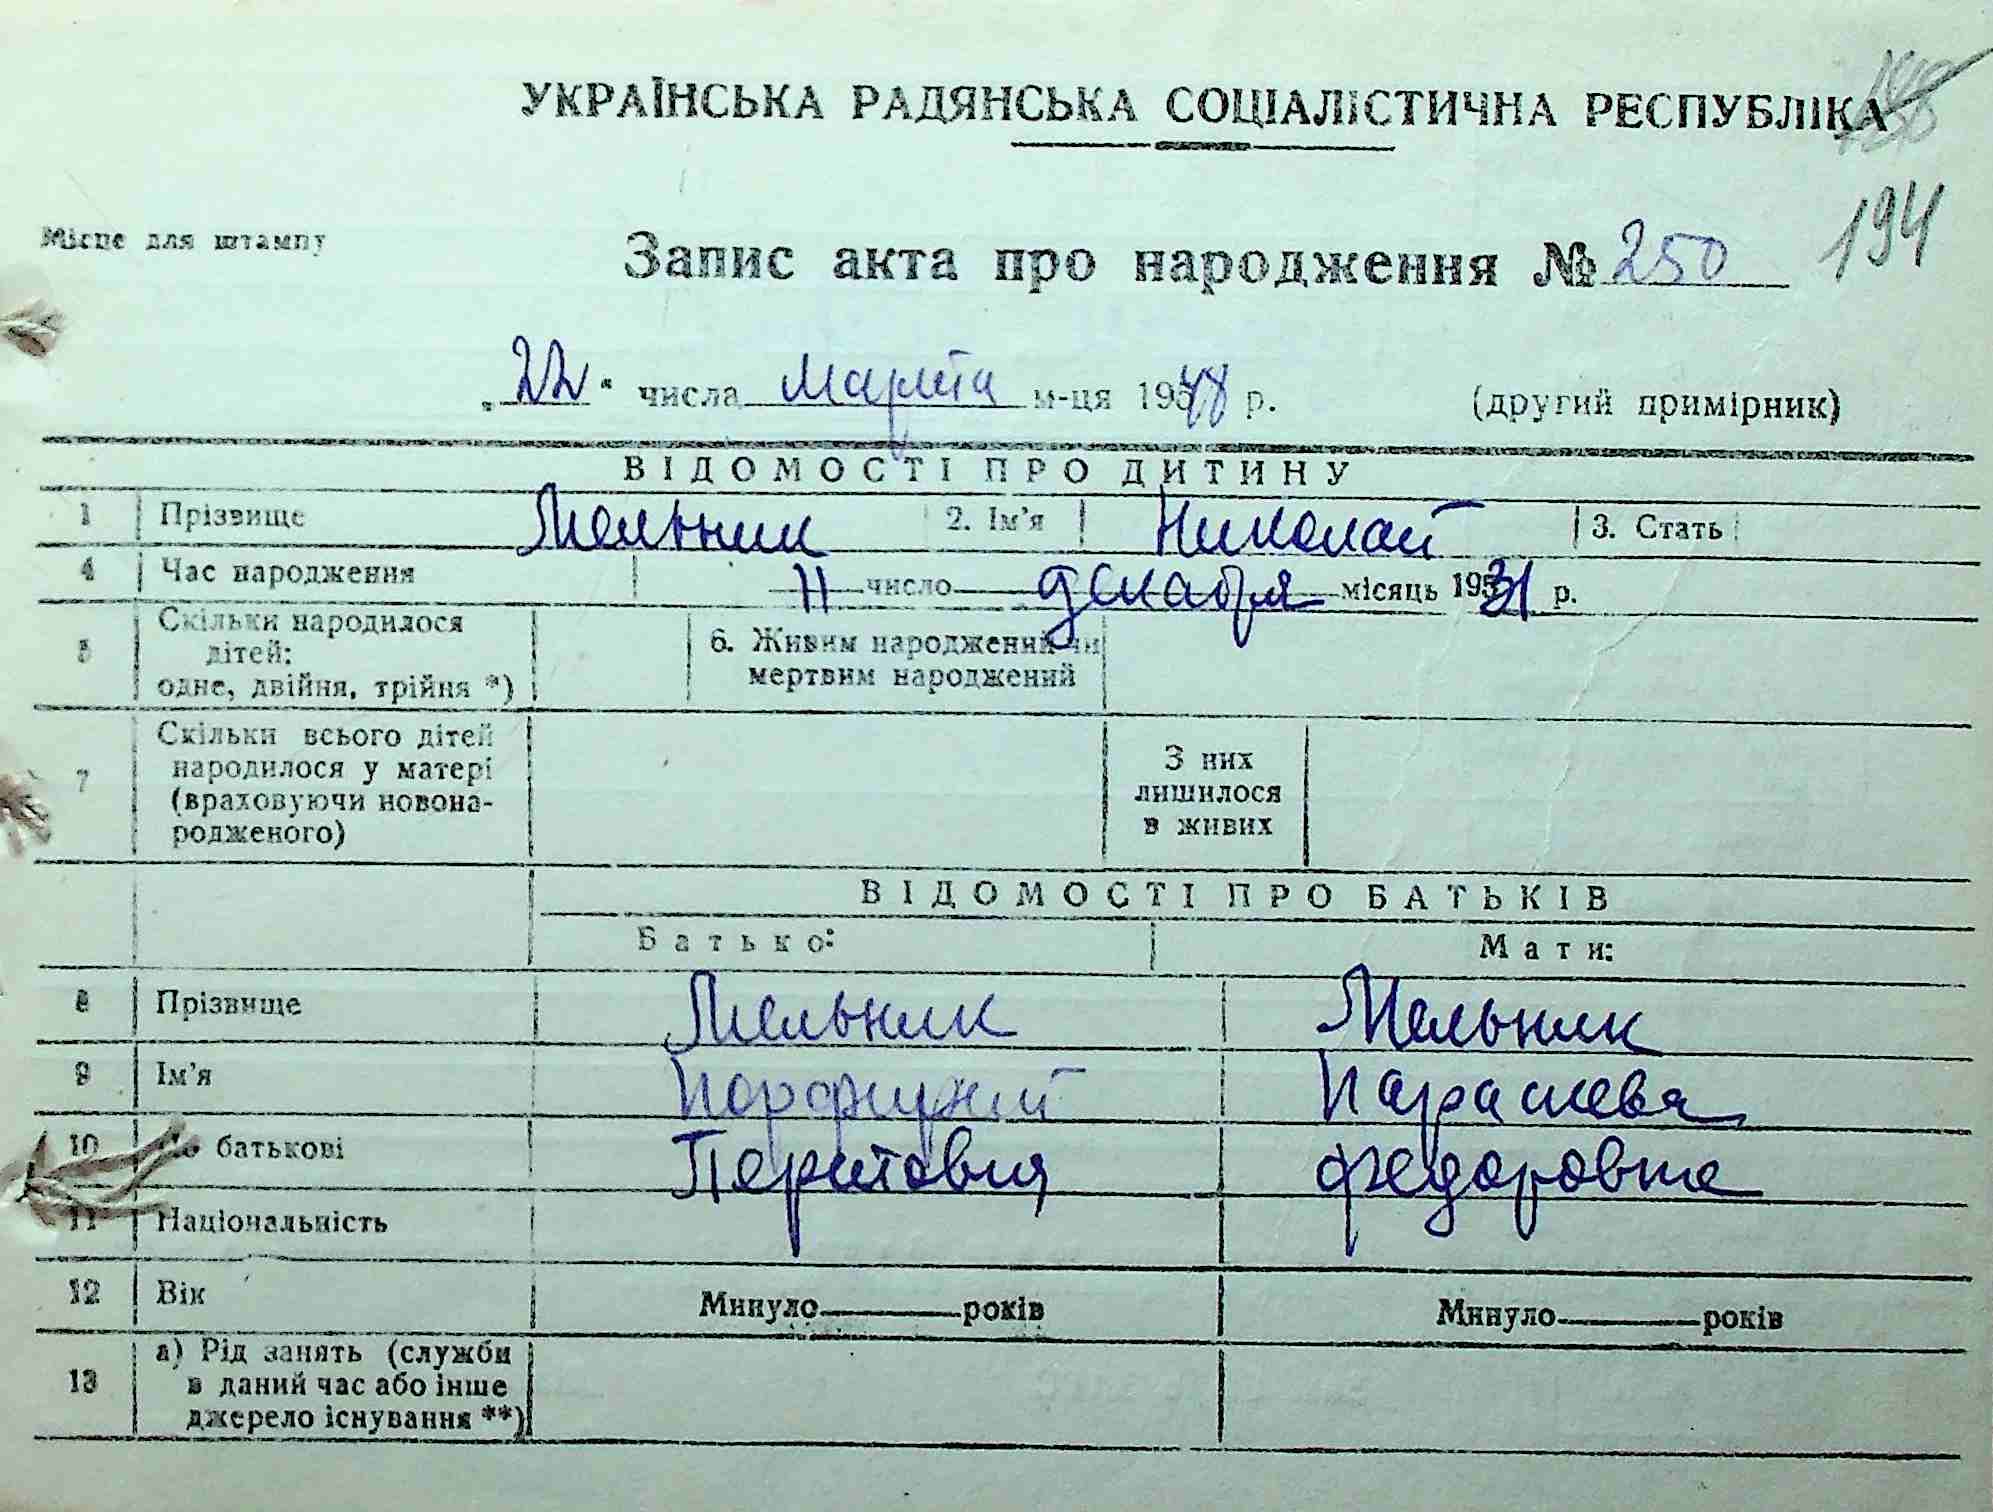 УКРАЇНСЬКА РАДЯНСЬКА СОЦІАЛІСТИЧНА РЕСПУБЛІКА
194
Місце для штампу
Запис акта про народження № 250
„22“ числа марта м-ця 1948 р. (другий примірник)
ВІДОМОСТІ ПРО ДИТИНУ
1 Прізвище Мельник 2. Ім'я Николай 3. Стать
4 Час народження 11 число декабря місяць 1931 р.
5 Скільки народилося дітей: одне, двійня, трійня *) 6. Живим народжений чи мертвим народжений
7 Скільки всього дітей народилося у матері (враховуючи новонародженого) З них лишилося в живих
ВІДОМОСТІ ПРО БАТЬКІВ
Батько: Мати:
8 Прізвище Мельник Мельник
9 Ім'я Порфирий Параскева
10 По батькові Федоровна
11 Національність
12 Вік Минуло років Минуло років
13 а) Рід занять (служби в даний час або інше джерело існування **)